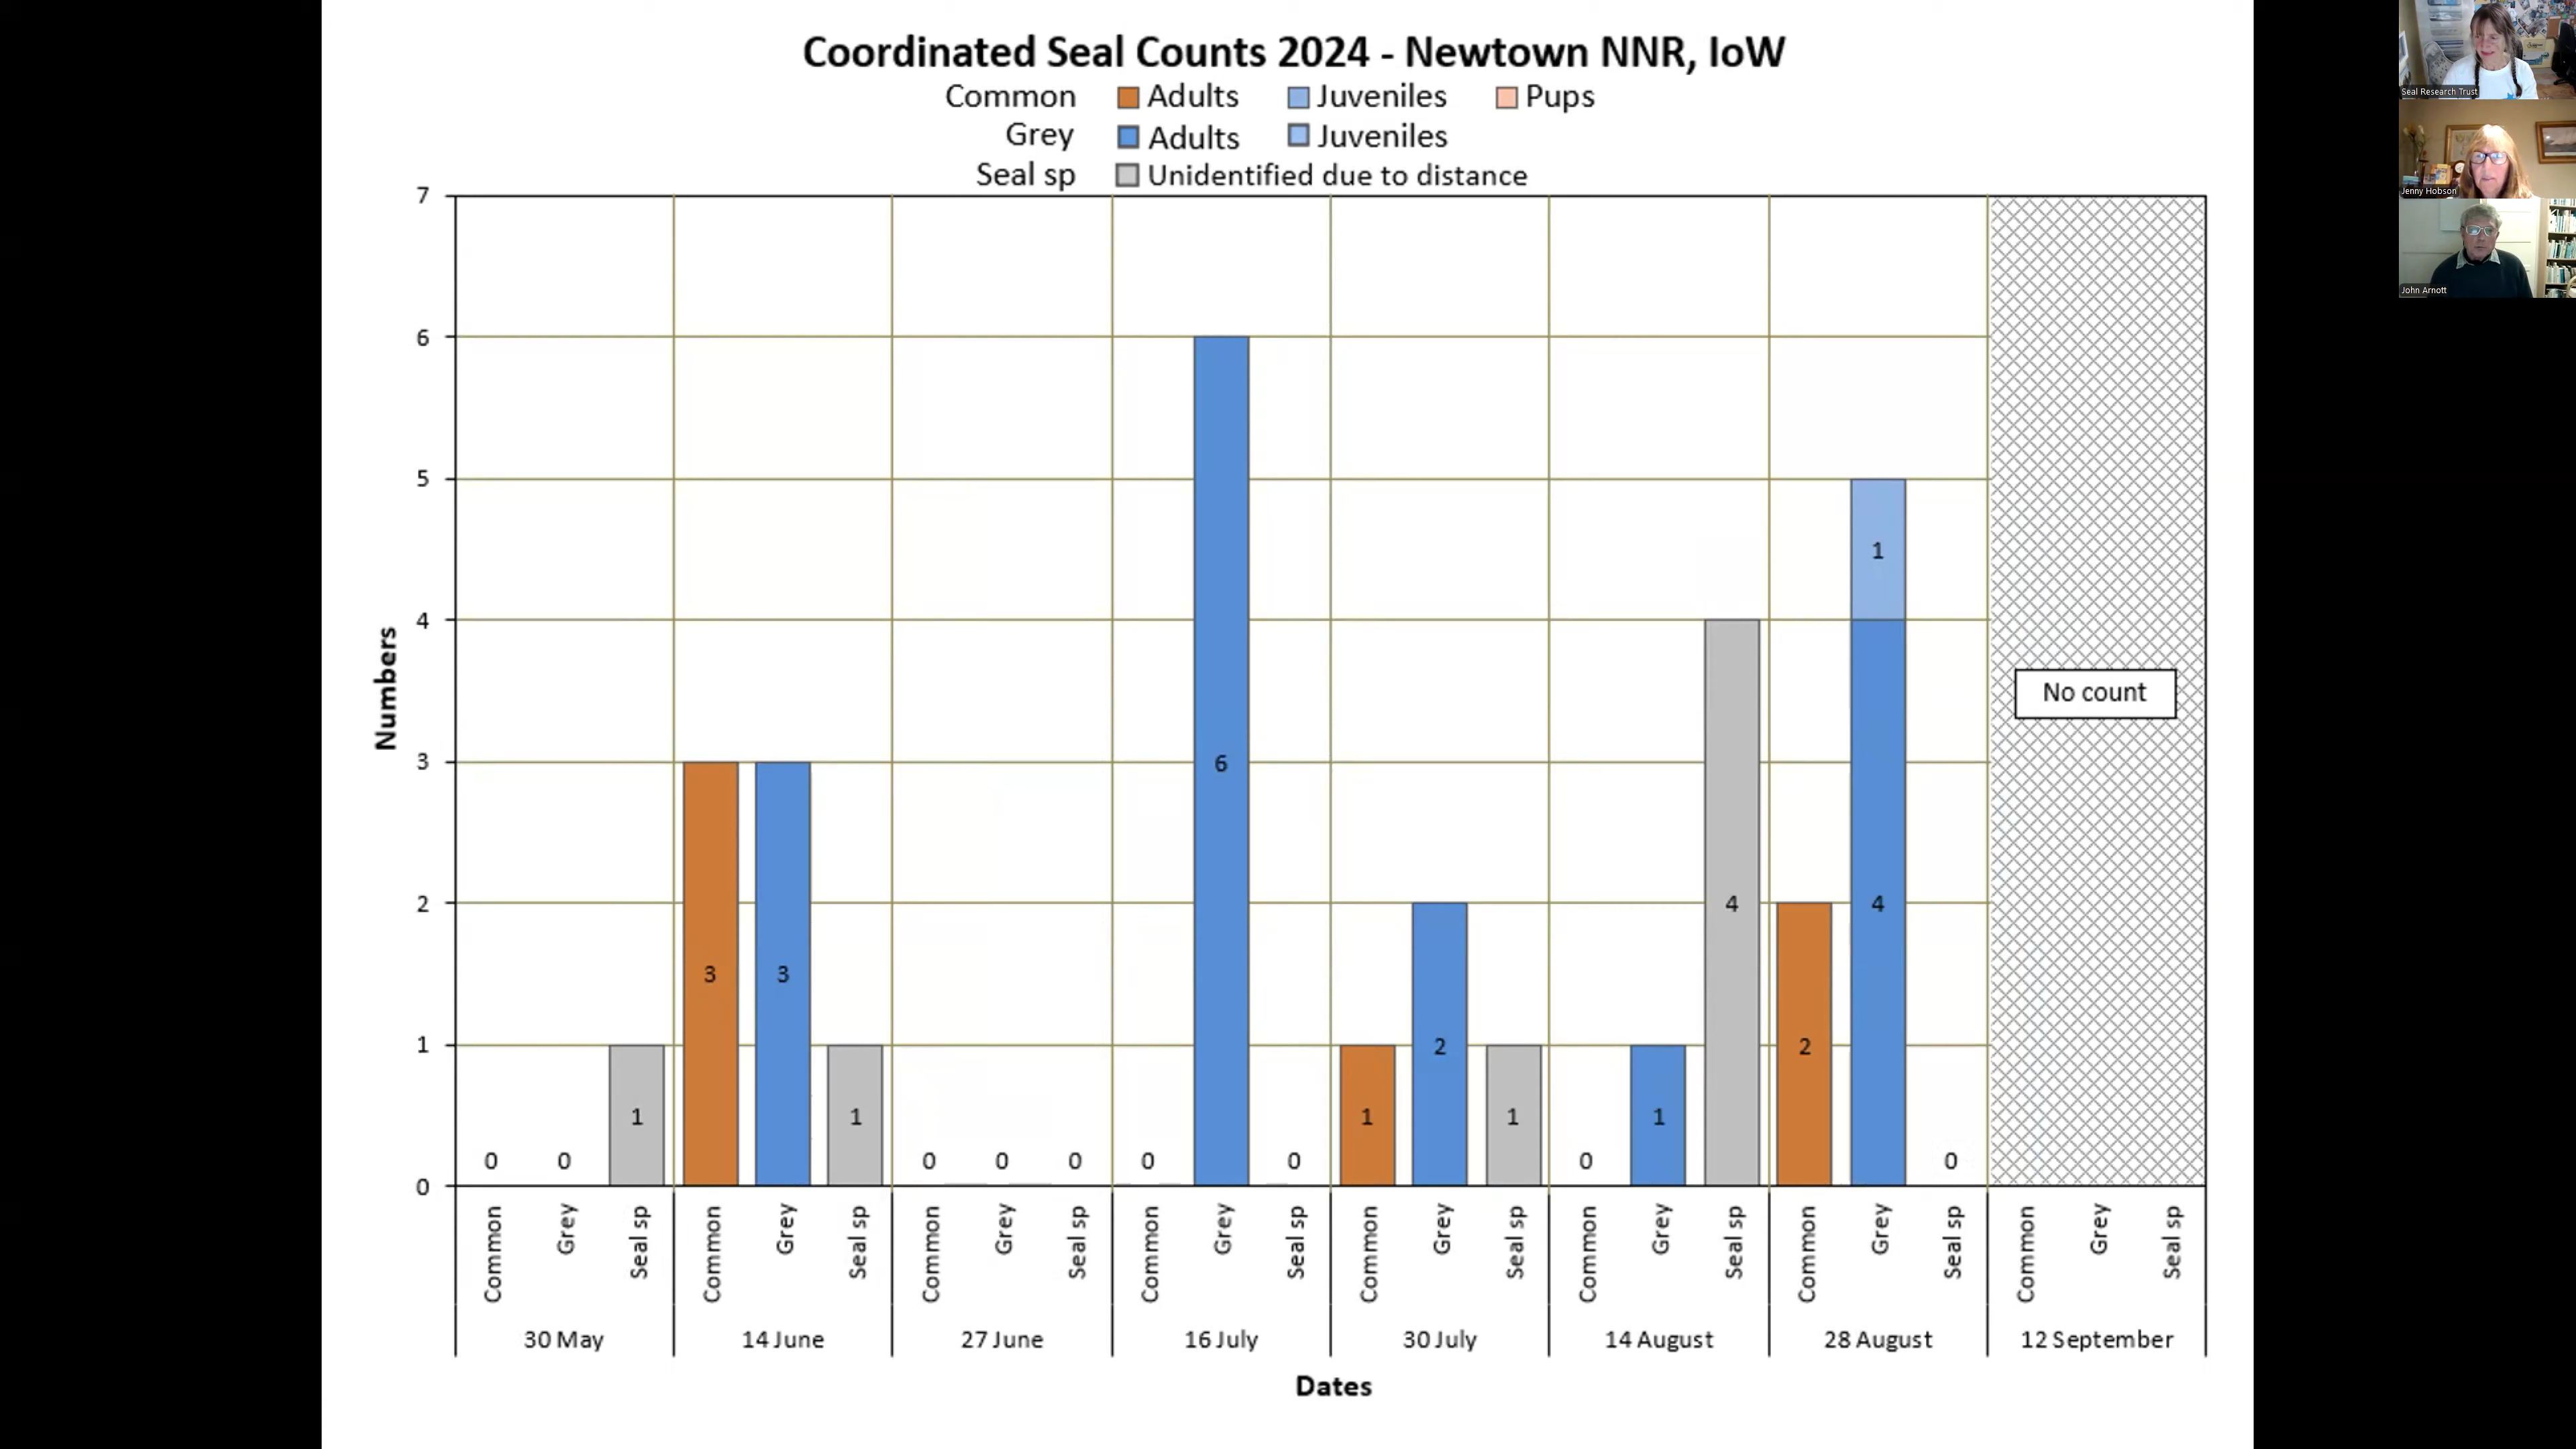 Coordinated Seal Counts 2024 - Newtown NNR, IoW
Common Adults Juveniles Pups
Grey Adults Juveniles
Seal sp Unidentified due to distance
Seal Research Trust
Jenny Hobson
John Arnott
Numbers
7
6
5
4
3
2
1
0
0 0 1
3 3 1
0 0 0
0 6 0
1 2 1
0 1 4
2 4 1 0
No count
Common Grey Seal sp Common Grey Seal sp Common Grey Seal sp Common Grey Seal sp Common Grey Seal sp Common Grey Seal sp Common Grey Seal sp Common Grey Seal sp
30 May 14 June 27 June 16 July 30 July 14 August 28 August 12 September
Dates